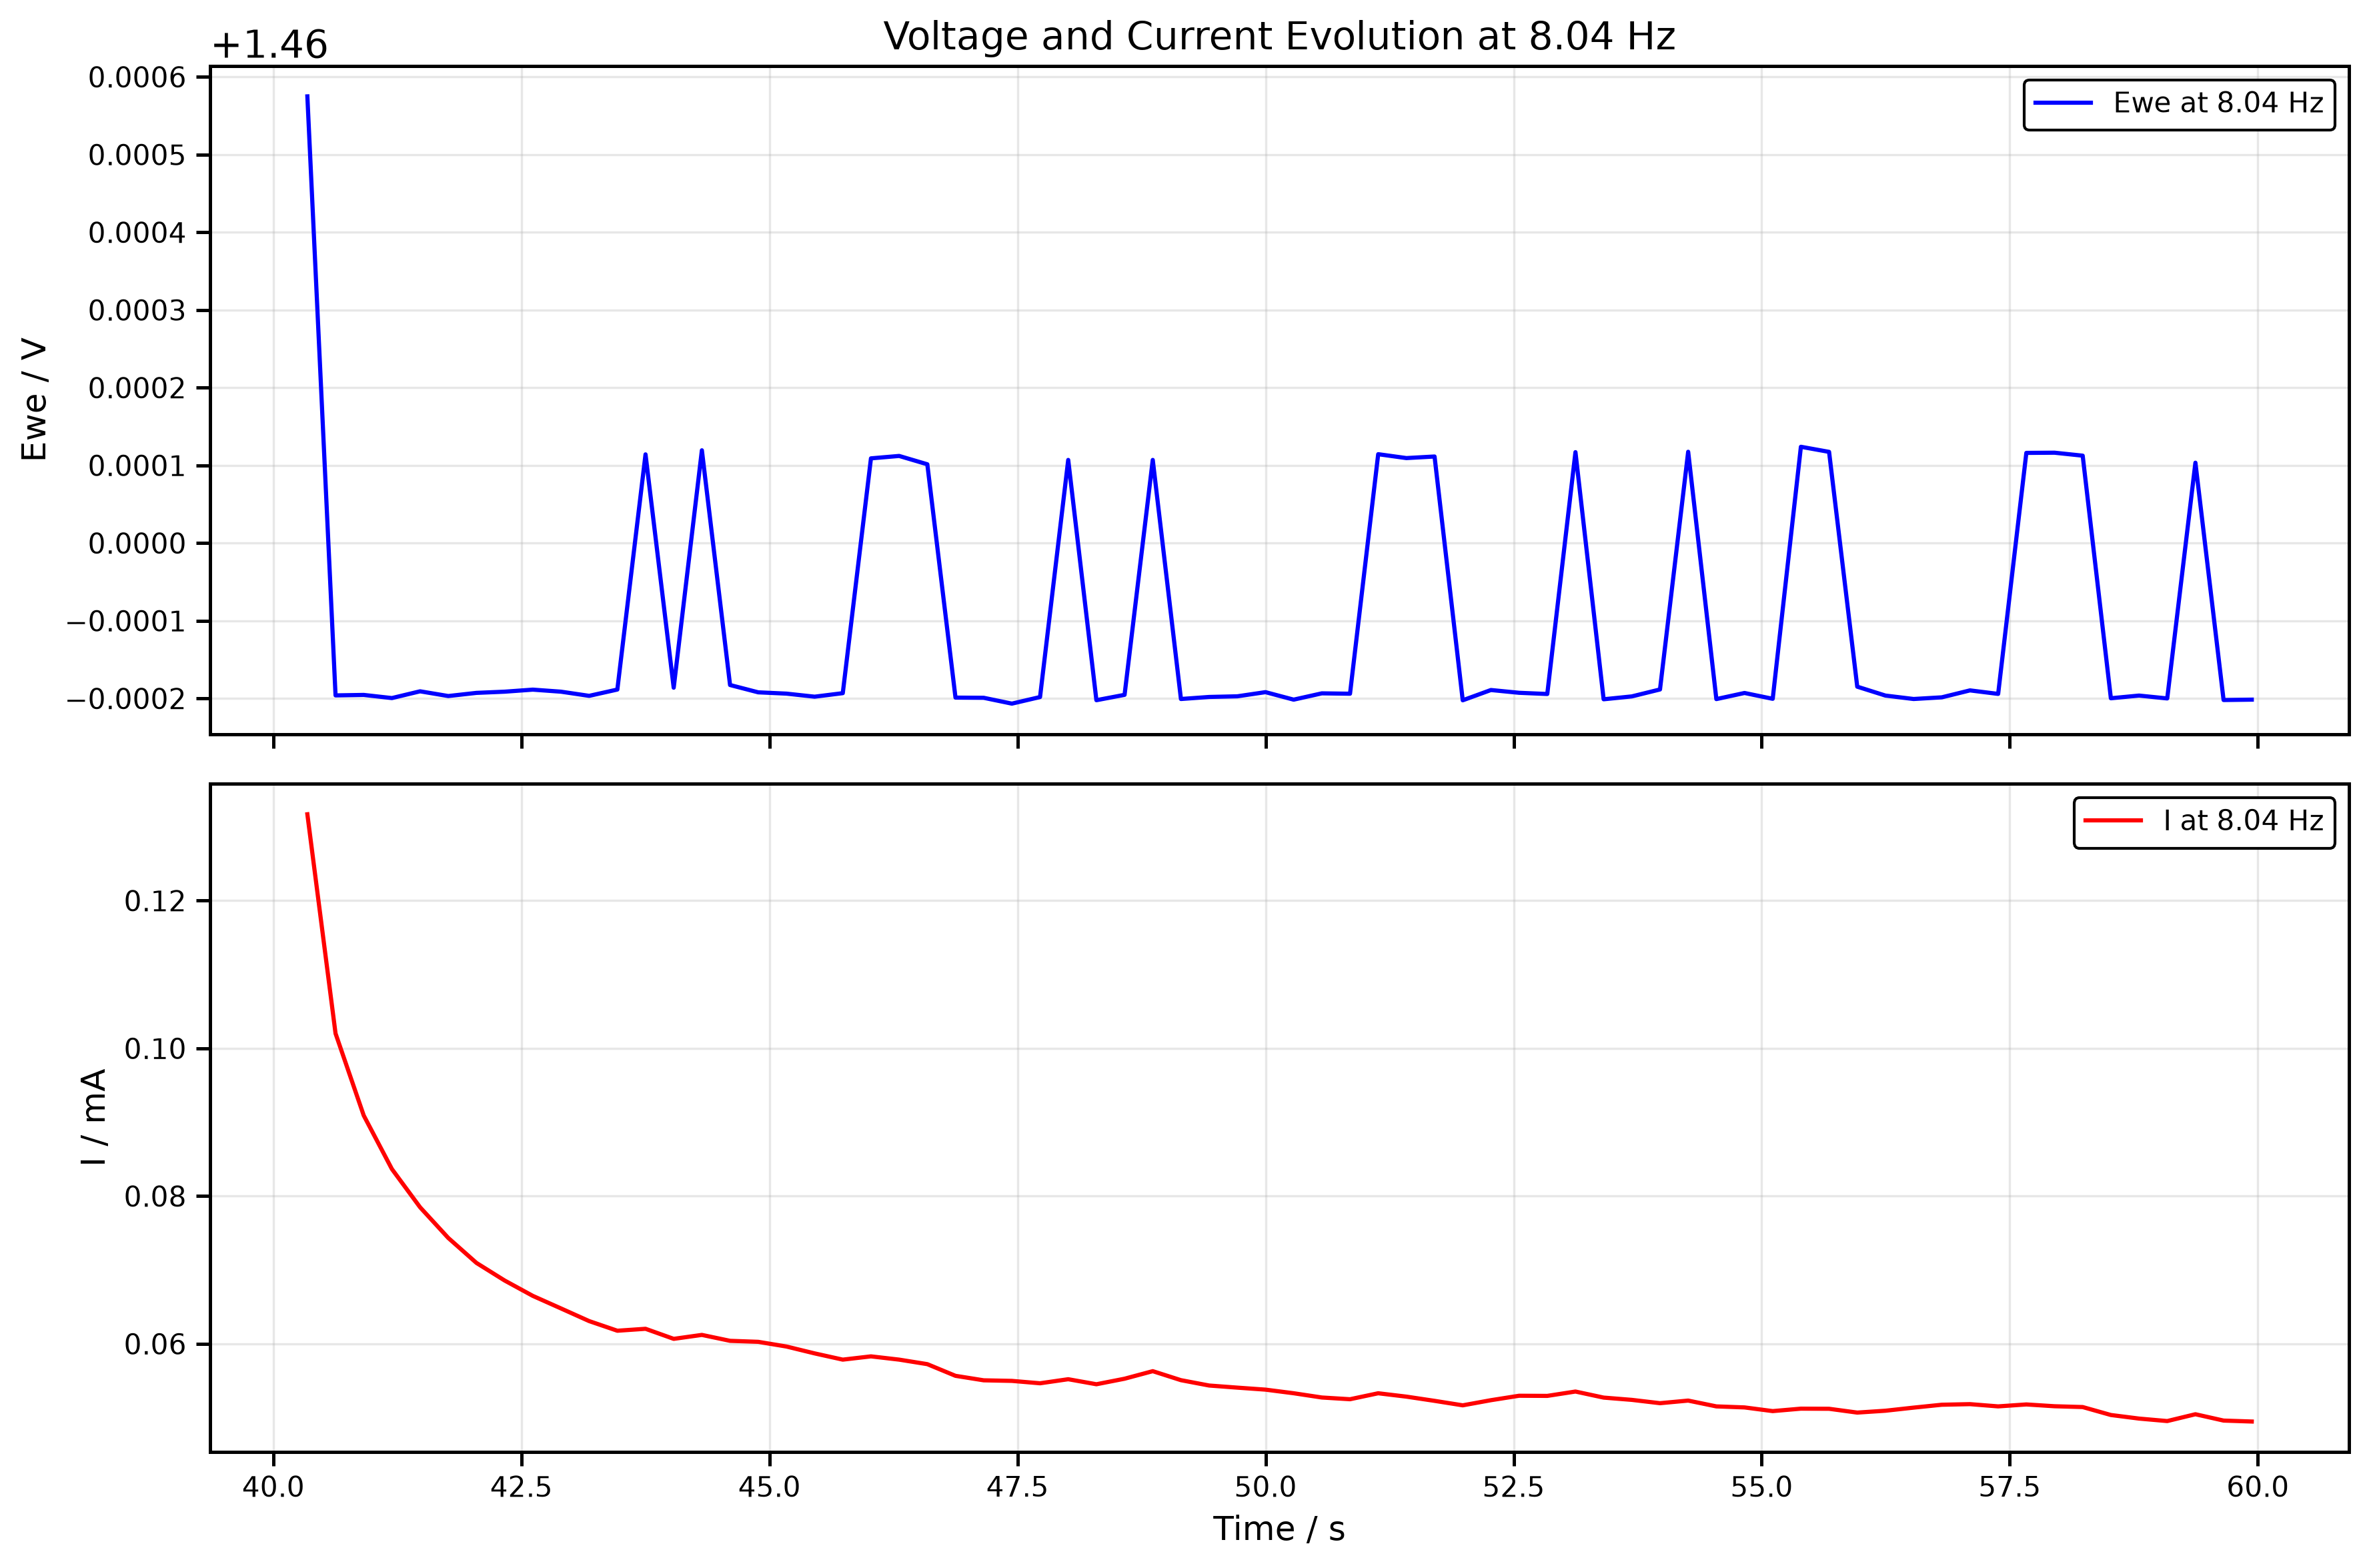 Voltage and Current Evolution at 8.04 Hz
+1.46
0.0006
0.0005
0.0004
0.0003
0.0002
0.0001
0.0000
−0.0001
−0.0002
Ewe / V
Ewe at 8.04 Hz
0.12
0.10
0.08
0.06
I / mA
I at 8.04 Hz
40.0 42.5 45.0 47.5 50.0 52.5 55.0 57.5 60.0
Time / s